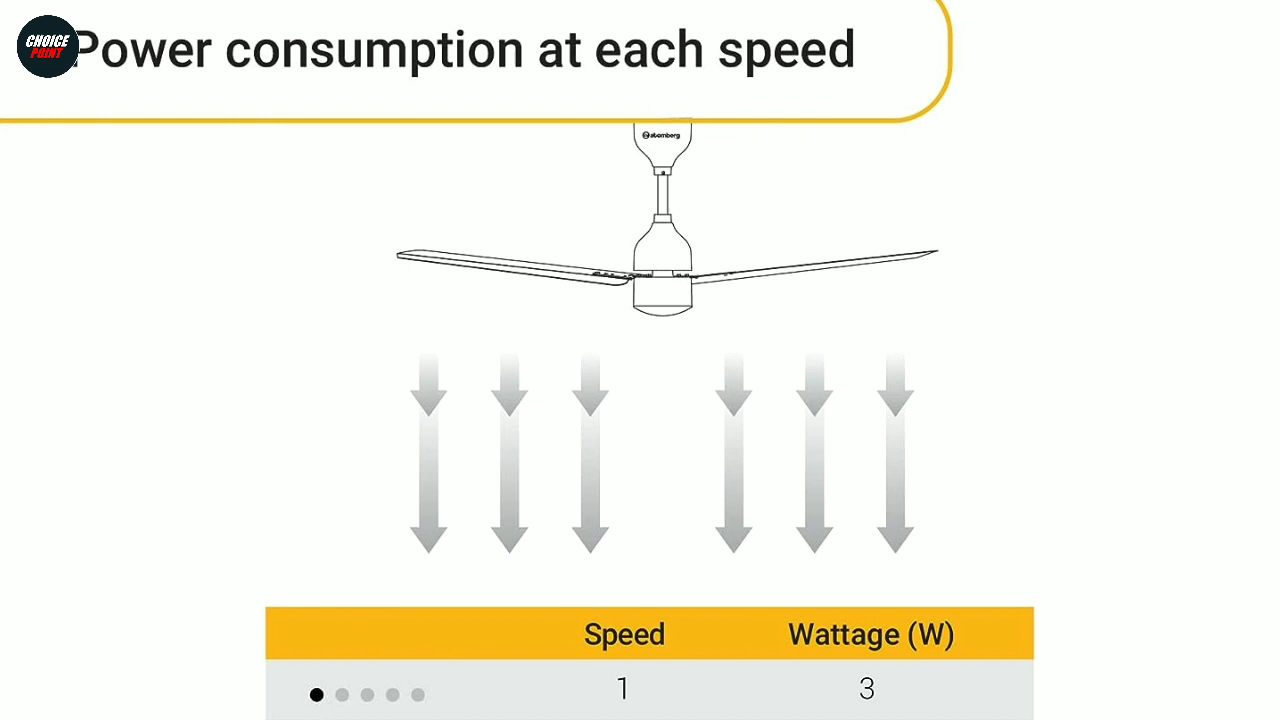 CHOICE
POINT
Power consumption at each speed
atomberg
Speed Wattage (W)
1 3